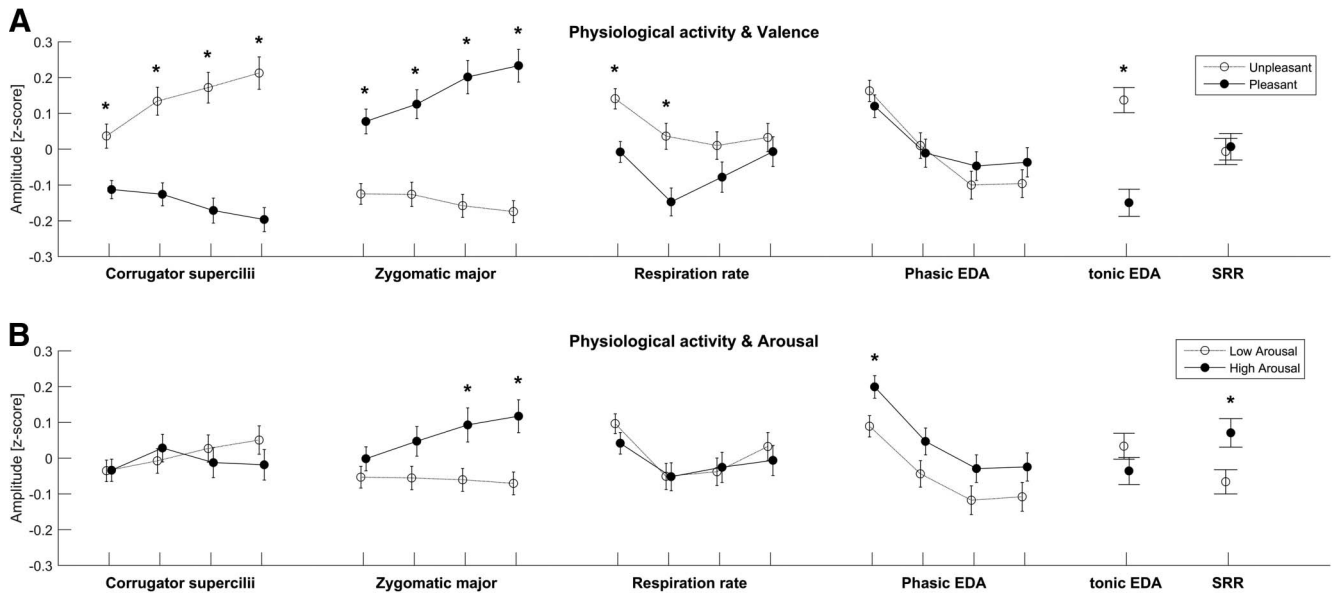 A
Physiological activity & Valence
Amplitude [z-score]
0.3
0.2
0.1
0
-0.1
-0.2
-0.3
* * * *
* * * *
* *
*
Unpleasant
Pleasant
Corrugator supercilii Zygomatic major Respiration rate Phasic EDA tonic EDA SRR
B
Physiological activity & Arousal
Amplitude [z-score]
0.3
0.2
0.1
0
-0.1
-0.2
-0.3
* *
*
*
Low Arousal
High Arousal
Corrugator supercilii Zygomatic major Respiration rate Phasic EDA tonic EDA SRR